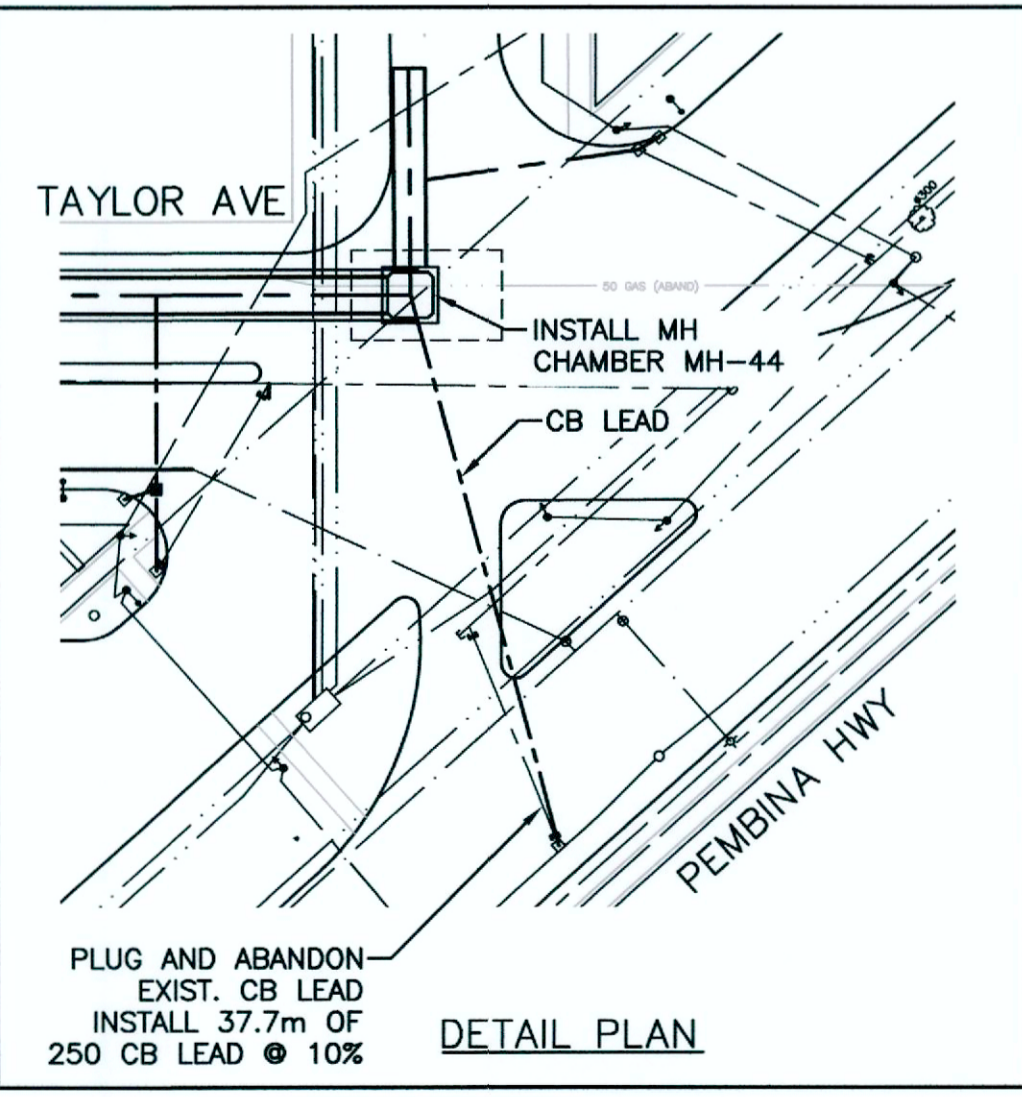 TAYLOR AVE
ø300
50 GAS (ABAND)
INSTALL MH
CHAMBER MH-44
CB LEAD
PEMBINA HWY
PLUG AND ABANDON
EXIST. CB LEAD
INSTALL 37.7m OF
250 CB LEAD @ 10%
DETAIL PLAN